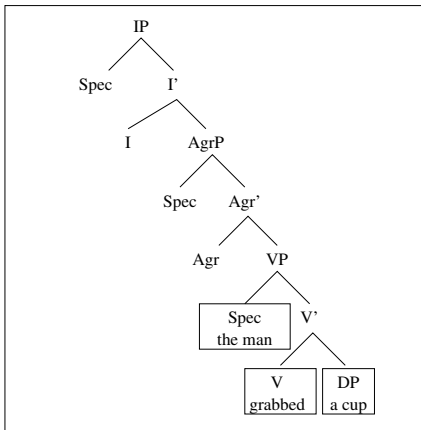 IP
Spec I'
I AgrP
Spec Agr'
Agr VP
Spec V'
the man
V DP
grabbed a cup